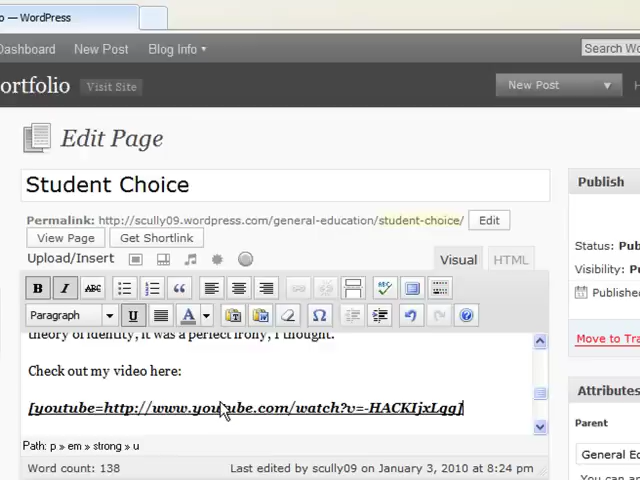 o — WordPress
Dashboard New Post Blog Info
Search Wo
ortfolio Visit Site New Post H
Edit Page
Student Choice
Permalink: http://scully09.wordpress.com/general-education/student-choice/ Edit
View Page Get Shortlink
Upload/Insert Visual HTML
B I ABC
Paragraph U A
theory of identity, it was a perfect irony, I thought.
Check out my video here:
[youtube=http://www.youtube.com/watch?v=-HACKIjxLqg]
Path: p » em » strong » u
Word count: 138 Last edited by scully09 on January 3, 2010 at 8:24 pm
Publish
Status: Pub
Visibility: Pu
Published
Move to Tra
Attributes
Parent
General Ed
You can a